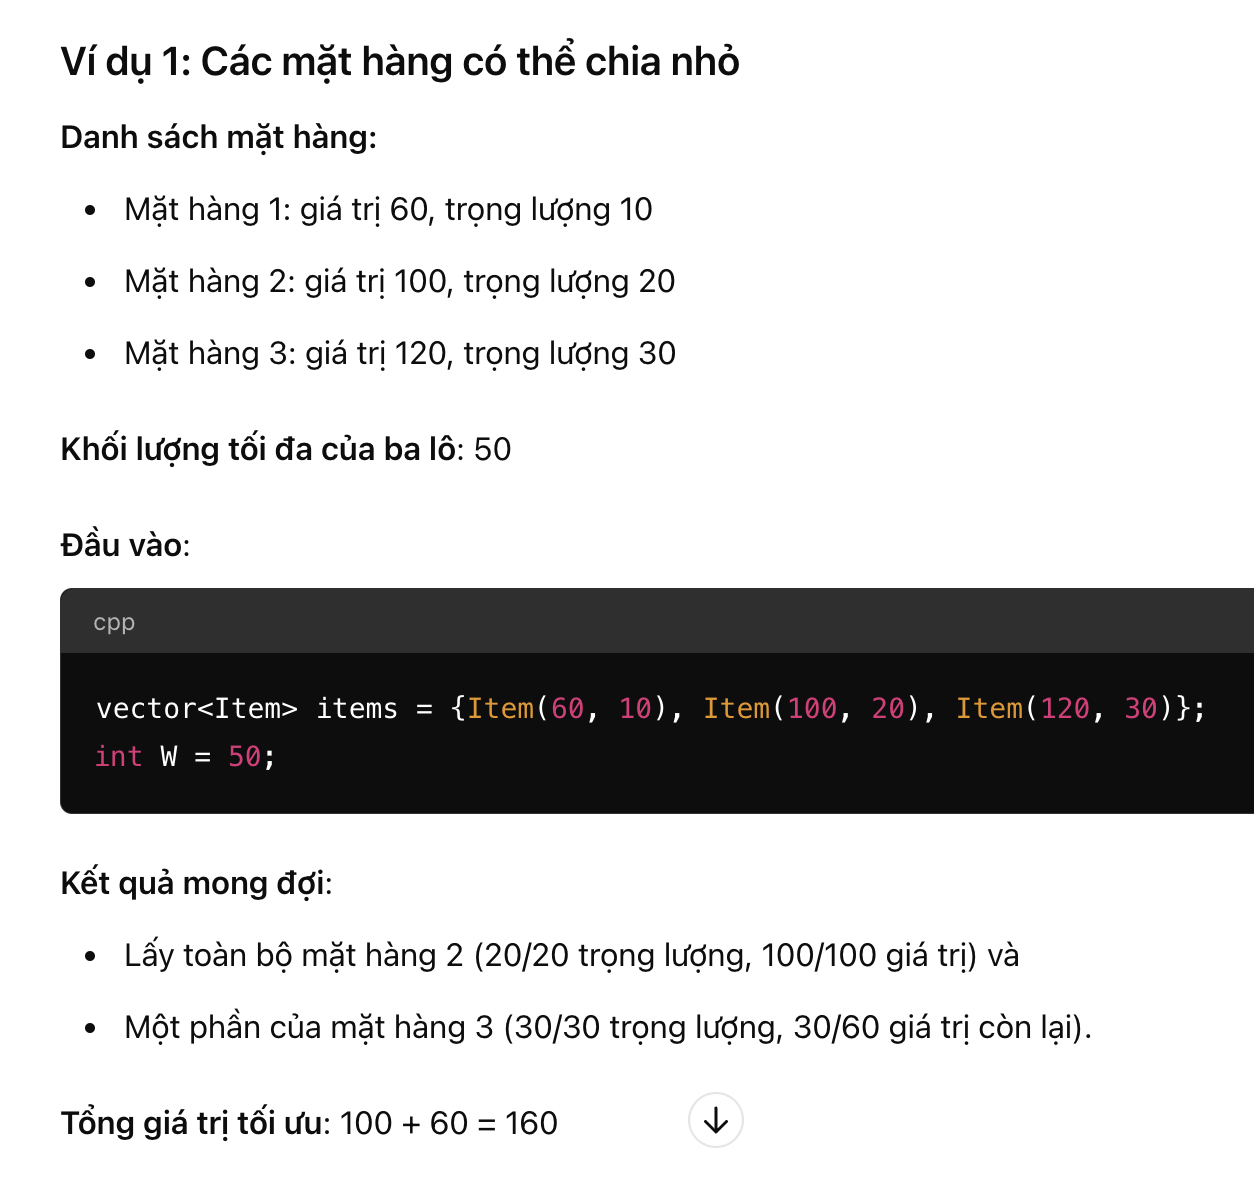 Ví dụ 1: Các mặt hàng có thể chia nhỏ
Danh sách mặt hàng:
• Mặt hàng 1: giá trị 60, trọng lượng 10
• Mặt hàng 2: giá trị 100, trọng lượng 20
• Mặt hàng 3: giá trị 120, trọng lượng 30
Khối lượng tối đa của ba lô: 50
Đầu vào:
cpp
vector<Item> items = {Item(60, 10), Item(100, 20), Item(120, 30)};
int W = 50;
Kết quả mong đợi:
• Lấy toàn bộ mặt hàng 2 (20/20 trọng lượng, 100/100 giá trị) và
• Một phần của mặt hàng 3 (30/30 trọng lượng, 30/60 giá trị còn lại).
Tổng giá trị tối ưu: 100 + 60 = 160